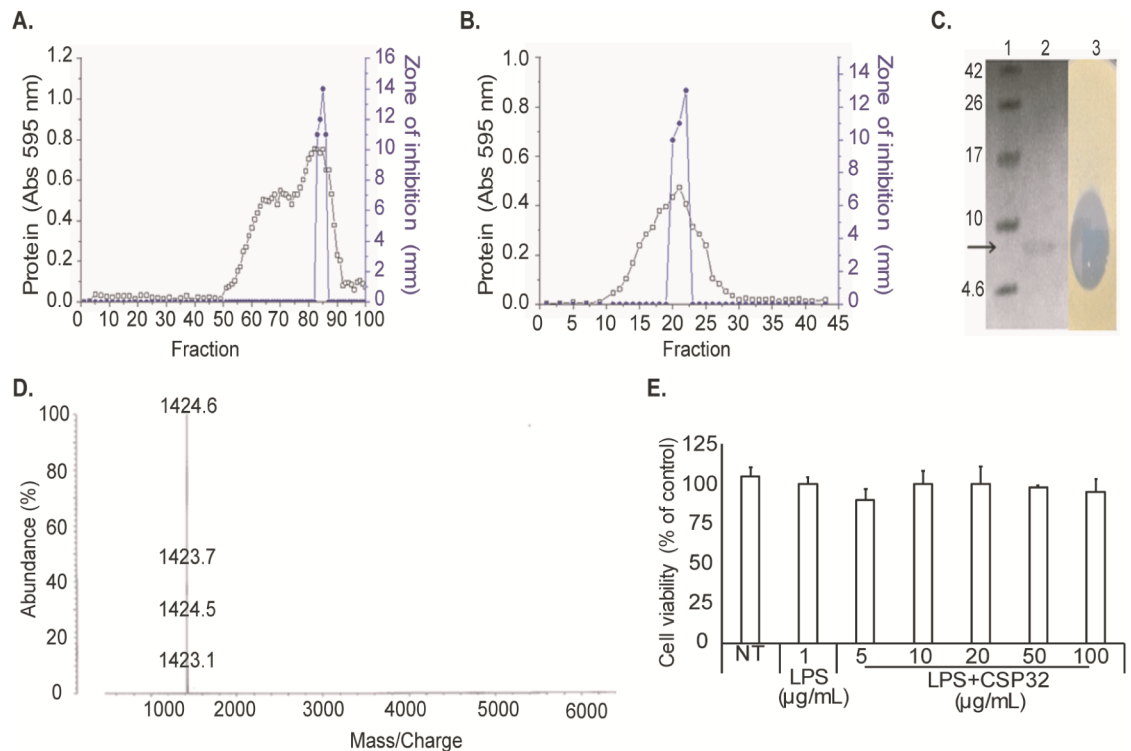 A.
1.2
1.0
0.8
0.6
0.4
0.2
0.0
Protein (Abs 595 nm)
16
14
12
10
8
6
4
2
0
Zone of inhibition (mm)
0 10 20 30 40 50 60 70 80 90 100
Fraction
B.
1.0
0.8
0.6
0.4
0.2
0.0
Protein (Abs 595 nm)
14
12
10
8
6
4
2
0
Zone of inhibition (mm)
0 5 10 15 20 25 30 35 40 45
Fraction
C.
1 2 3
42
26
17
10
4.6
D.
1424.6
1423.7
1424.5
1423.1
100
80
60
40
20
0
Abundance (%)
1000 2000 3000 4000 5000 6000
Mass/Charge
E.
125
100
75
50
25
0
Cell viability (% of control)
NT 1 5 10 20 50 100
LPS LPS+CSP32
(µg/mL) (µg/mL)